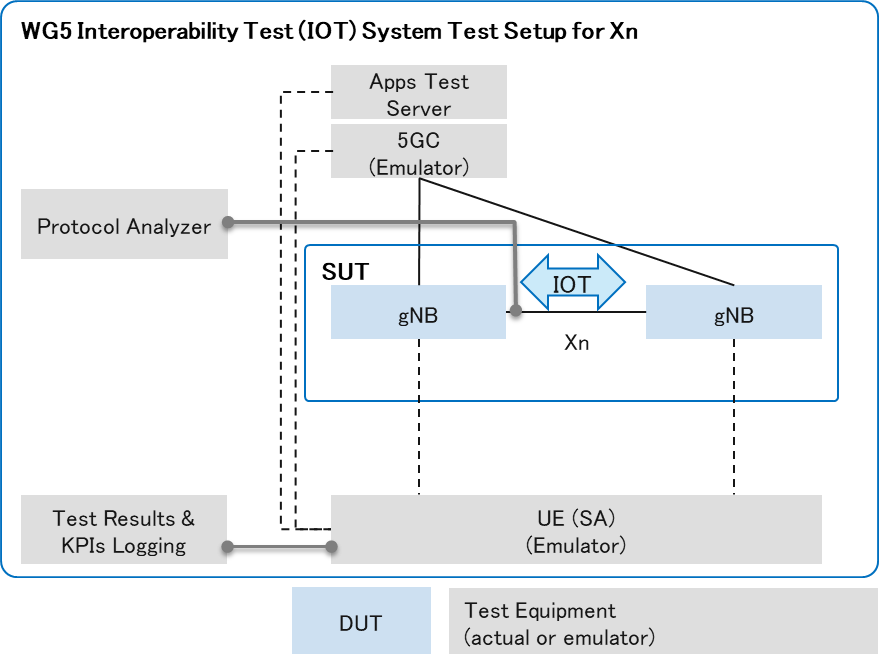 WG5 Interoperability Test (IOT) System Test Setup for Xn
Apps Test
Server
5GC
(Emulator)
Protocol Analyzer
SUT
IOT
gNB
gNB
Xn
Test Results &
KPIs Logging
UE (SA)
(Emulator)
DUT
Test Equipment
(actual or emulator)